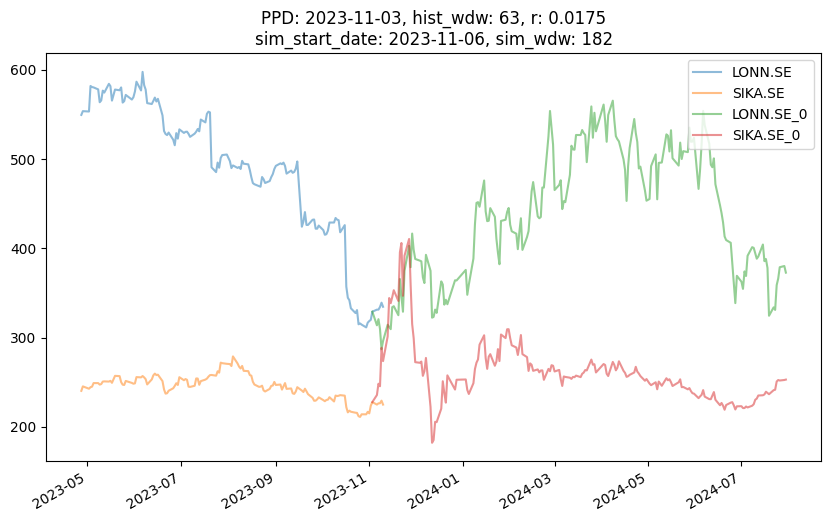 PPD: 2023-11-03, hist_wdw: 63, r: 0.0175
sim_start_date: 2023-11-06, sim_wdw: 182
LONN.SE
SIKA.SE
LONN.SE_0
SIKA.SE_0
600
500
400
300
200
2023-05
2023-07
2023-09
2023-11
2024-01
2024-03
2024-05
2024-07